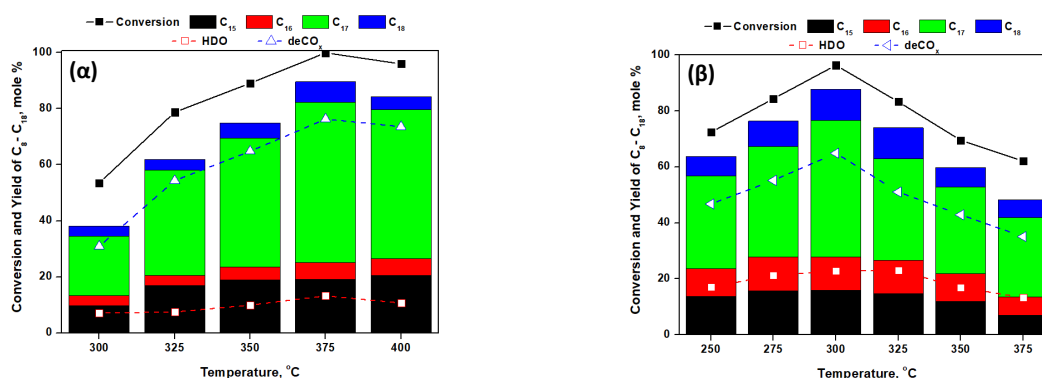 Conversion C15 C16 C17 C18
HDO deCOx
(α)
Conversion and Yield of C8- C18, mole %
100
80
60
40
20
0
300 325 350 375 400
Temperature, °C
Conversion C15 C16 C17 C18
HDO deCOx
(β)
Conversion and Yield of C8- C18, mole %
100
80
60
40
20
0
250 275 300 325 350 375
Temperature, °C